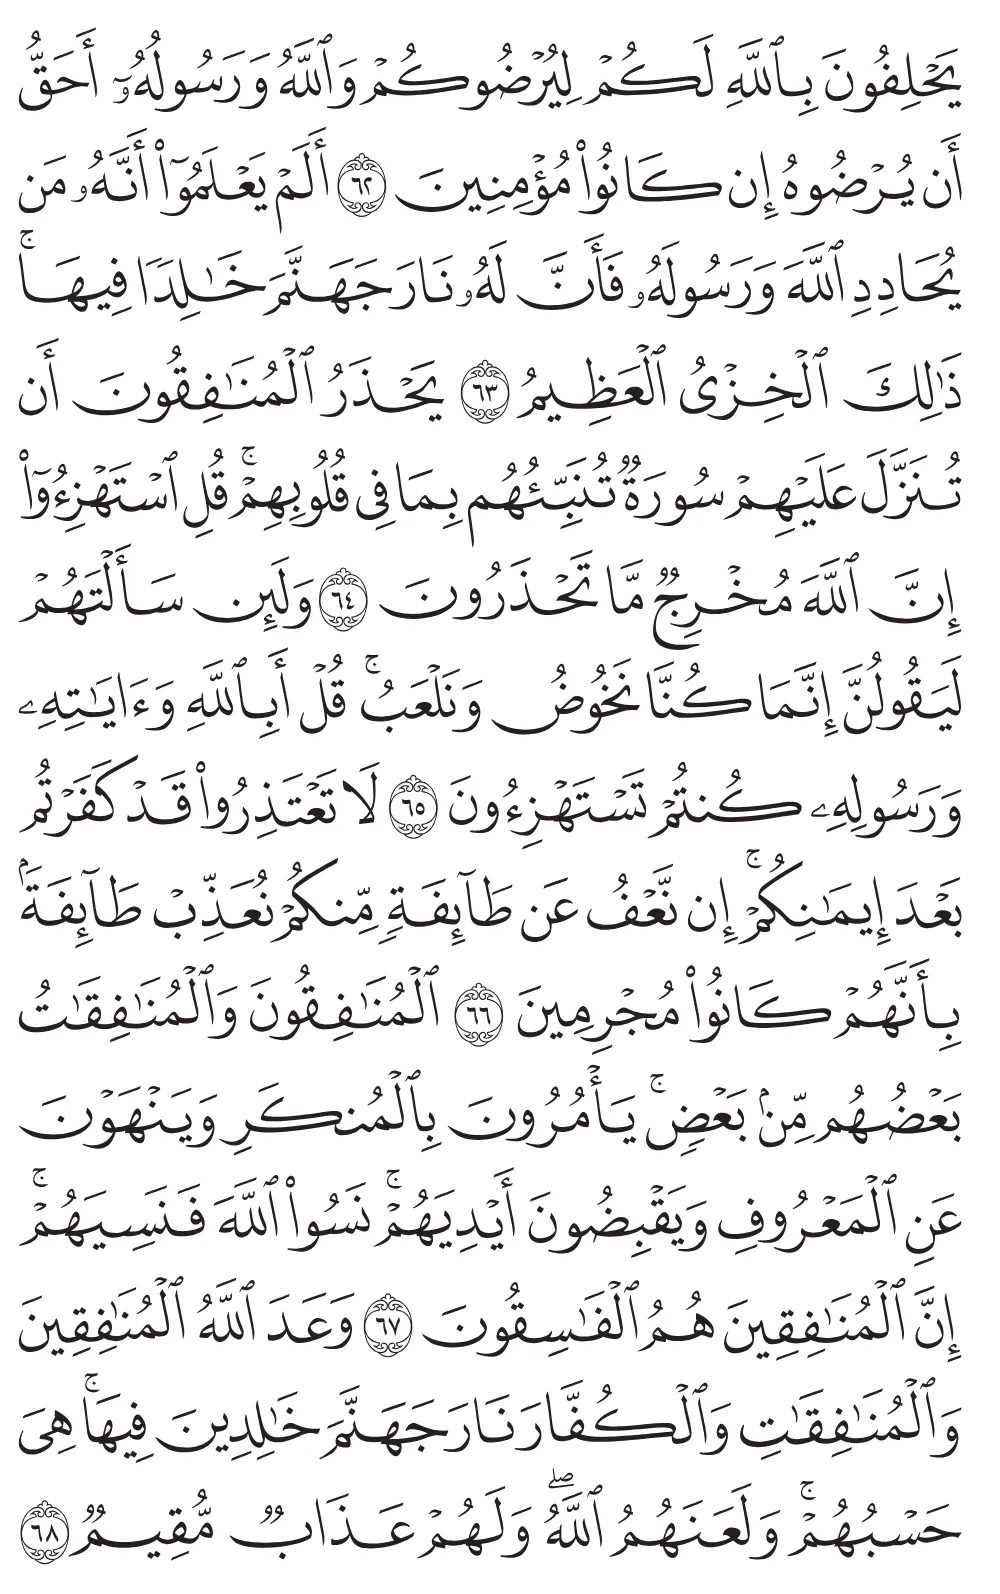 يَحْلِفُونَ بِٱللَّهِ لَكُمْ لِيُرْضُوكُمْ وَٱللَّهُ وَرَسُولُهُۥٓ أَحَقُّ
أَن يُرْضُوهُ إِن كَانُوا۟ مُؤْمِنِينَ ٦٢ أَلَمْ يَعْلَمُوٓا۟ أَنَّهُۥ مَن
يُحَادِدِ ٱللَّهَ وَرَسُولَهُۥ فَأَنَّ لَهُۥ نَارَ جَهَنَّمَ خَٰلِدًا فِيهَا ۚ
ذَٰلِكَ ٱلْخِزْىُ ٱلْعَظِيمُ ٦٣ يَحْذَرُ ٱلْمُنَٰفِقُونَ أَن
تُنَزَّلَ عَلَيْهِمْ سُورَةٌ تُنَبِّئُهُم بِمَا فِى قُلُوبِهِمْ ۚ قُلِ ٱسْتَهْزِءُوٓا۟
إِنَّ ٱللَّهَ مُخْرِجٌ مَّا تَحْذَرُونَ ٦٤ وَلَئِن سَأَلْتَهُمْ
لَيَقُولُنَّ إِنَّمَا كُنَّا نَخُوضُ وَنَلْعَبُ ۚ قُلْ أَبِٱللَّهِ وَءَايَٰتِهِۦ
وَرَسُولِهِۦ كُنتُمْ تَسْتَهْزِءُونَ ٦٥ لَا تَعْتَذِرُوا۟ قَدْ كَفَرْتُم
بَعْدَ إِيمَٰنِكُمْ ۚ إِن نَّعْفُ عَن طَآئِفَةٍ مِّنكُمْ نُعَذِّبْ طَآئِفَةًۢ
بِأَنَّهُمْ كَانُوا۟ مُجْرِمِينَ ٦٦ ٱلْمُنَٰفِقُونَ وَٱلْمُنَٰفِقَٰتُ
بَعْضُهُم مِّنۢ بَعْضٍ ۚ يَأْمُرُونَ بِٱلْمُنكَرِ وَيَنْهَوْنَ
عَنِ ٱلْمَعْرُوفِ وَيَقْبِضُونَ أَيْدِيَهُمْ ۚ نَسُوا۟ ٱللَّهَ فَنَسِيَهُمْ ۚ
إِنَّ ٱلْمُنَٰفِقِينَ هُمُ ٱلْفَٰسِقُونَ ٦٧ وَعَدَ ٱللَّهُ ٱلْمُنَٰفِقِينَ
وَٱلْمُنَٰفِقَٰتِ وَٱلْكُفَّارَ نَارَ جَهَنَّمَ خَٰلِدِينَ فِيهَا ۚ هِىَ
حَسْبُهُمْ ۚ وَلَعَنَهُمُ ٱللَّهُ ۖ وَلَهُمْ عَذَابٌ مُّقِيمٌ ٦٨